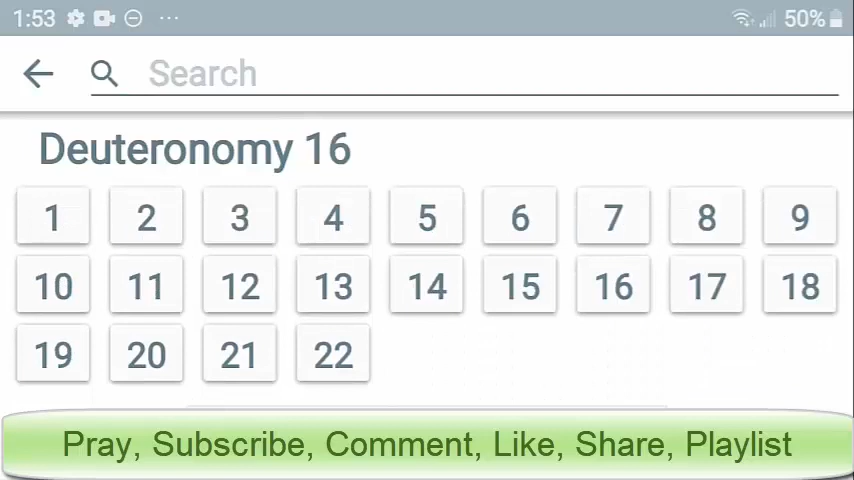 1:53 ... 50%
Search
Deuteronomy 16
1 2 3 4 5 6 7 8 9
10 11 12 13 14 15 16 17 18
19 20 21 22
Pray, Subscribe, Comment, Like, Share, Playlist